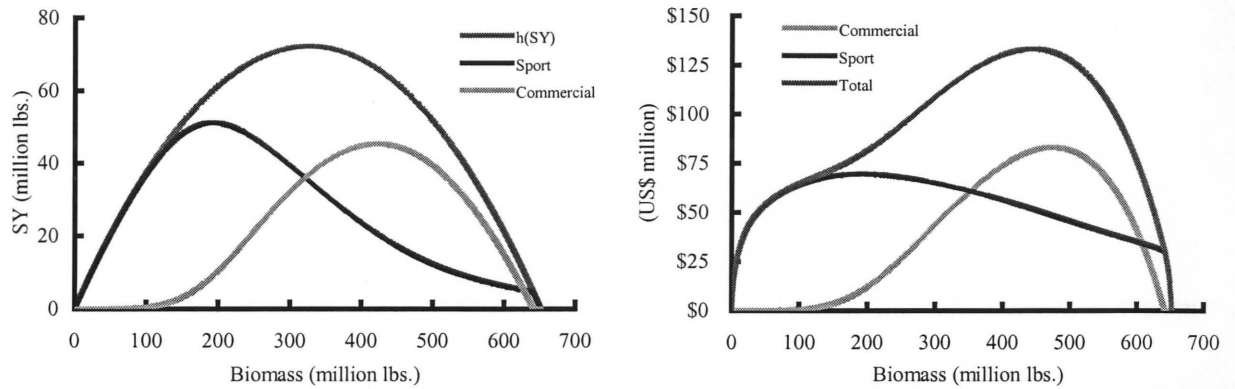 80
60
40
20
0
SY (million lbs.)
h(SY)
Sport
Commercial
0 100 200 300 400 500 600 700
Biomass (million lbs.)
$150
$125
$100
$75
$50
$25
$0
(US$ million)
Commercial
Sport
Total
0 100 200 300 400 500 600 700
Biomass (million lbs.)